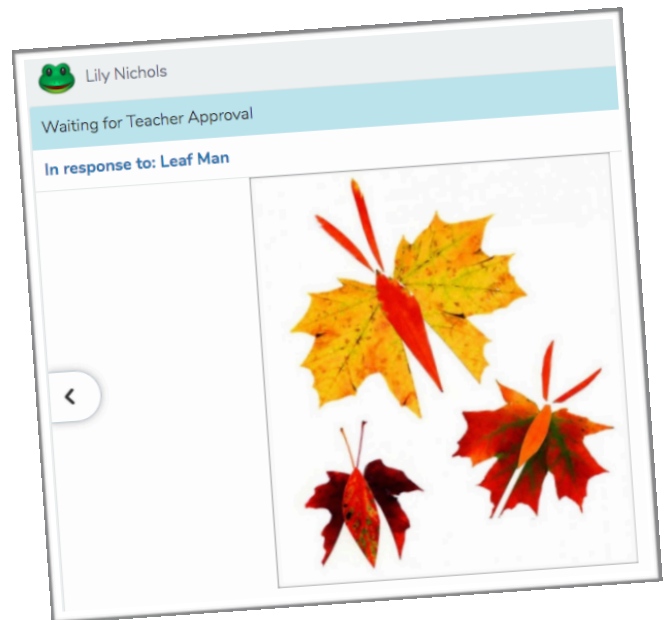 Lily Nichols
Waiting for Teacher Approval
In response to: Leaf Man